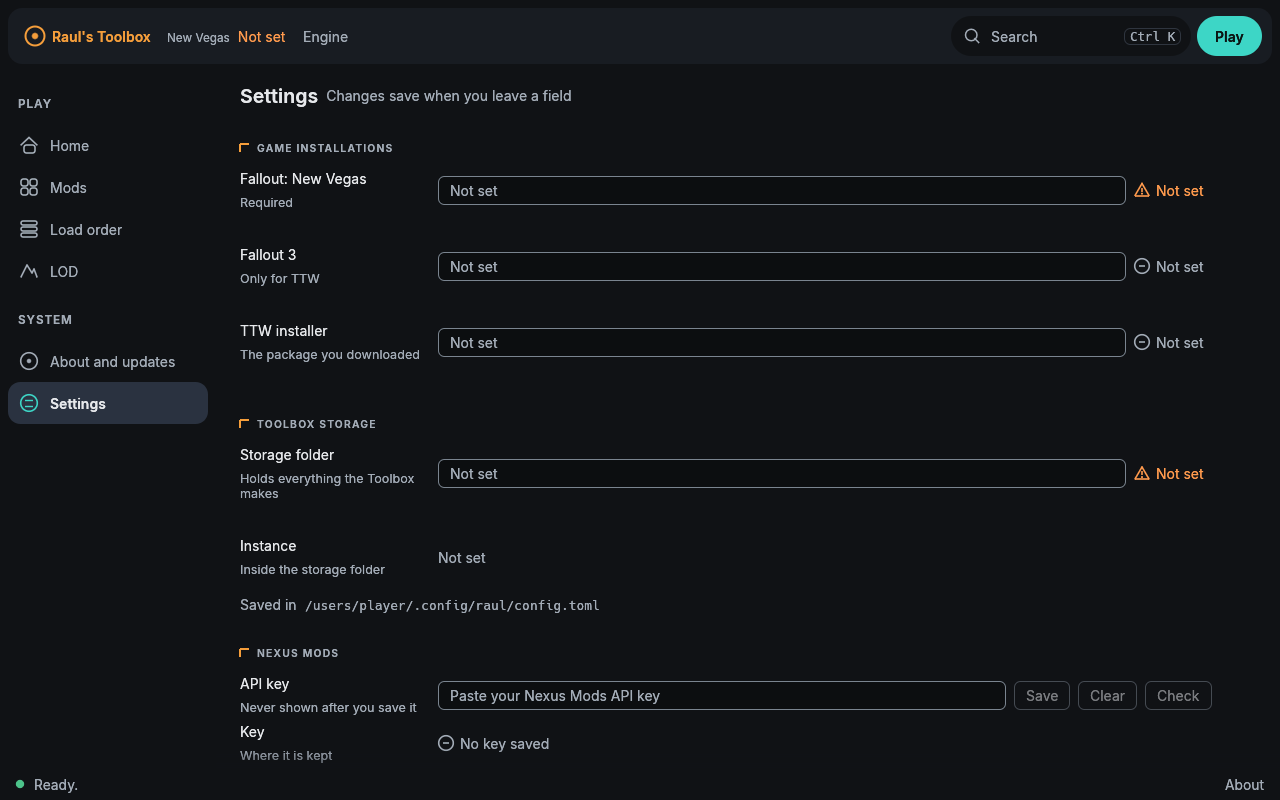 Raul's Toolbox New Vegas Not set Engine Search Ctrl K Play
PLAY
Home
Mods
Load order
LOD
SYSTEM
About and updates
Settings
Settings Changes save when you leave a field
GAME INSTALLATIONS
Fallout: New Vegas
Required
Not set
Not set
Fallout 3
Only for TTW
Not set
Not set
TTW installer
The package you downloaded
Not set
Not set
TOOLBOX STORAGE
Storage folder
Holds everything the Toolbox
makes
Not set
Not set
Instance
Inside the storage folder
Not set
Saved in /users/player/.config/raul/config.toml
NEXUS MODS
API key
Never shown after you save it
Paste your Nexus Mods API key
Save Clear Check
Key
Where it is kept
No key saved
Ready. About